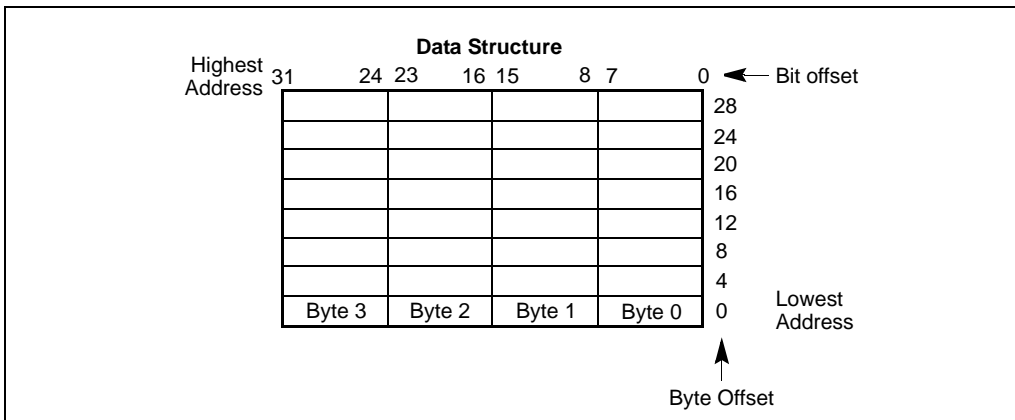 Data Structure
Highest
Address
31 24 23 16 15 8 7 0
Bit offset
28
24
20
16
12
8
4
Byte 3 Byte 2 Byte 1 Byte 0 0
Lowest
Address
Byte Offset